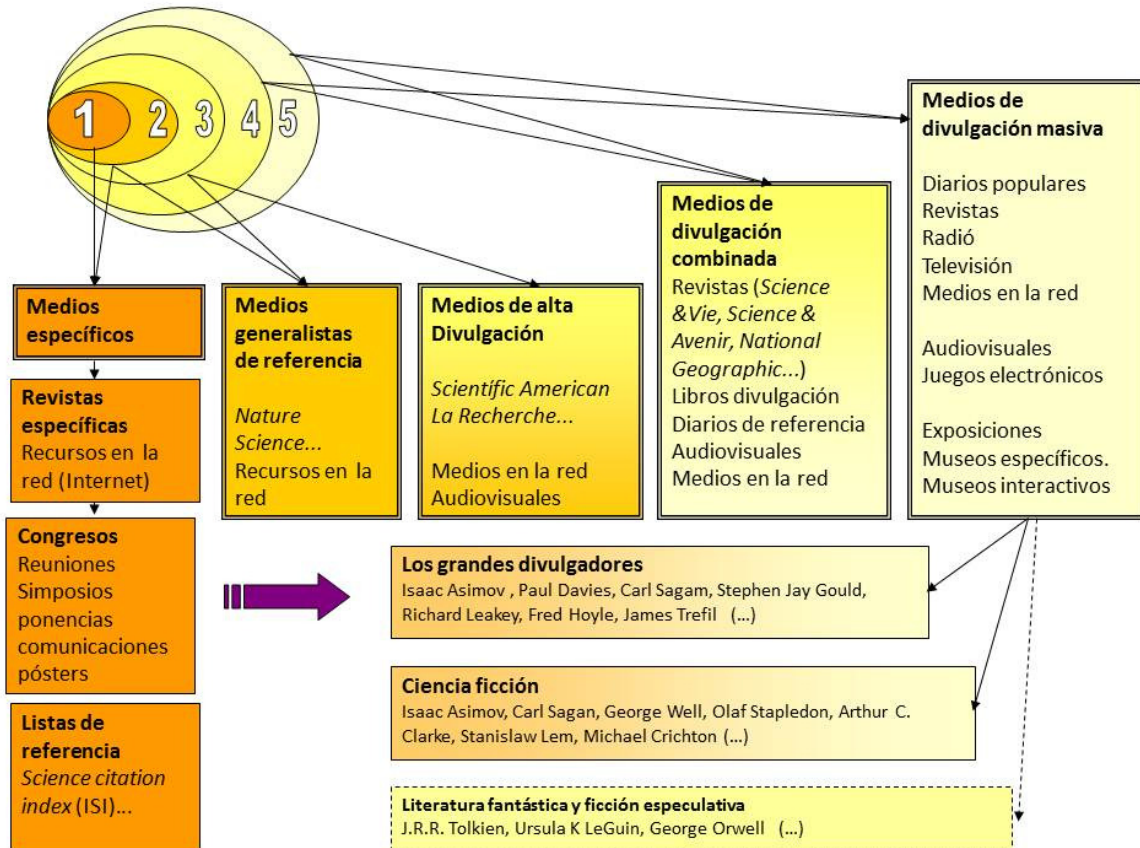 1
2
3
4
5
Medios
específicos
Revistas
específicas
Recursos en la
red (Internet)
Congresos
Reuniones
Simposios
ponencias
comunicaciones
pósters
Listas de
referencia
Science citation
index (ISI)...
Medios
generalistas
de referencia
Nature
Science...
Recursos en la
red
Medios de alta
Divulgación
Scientífic American
La Recherche...
Medios en la red
Audiovisuales
Medios de
divulgación
combinada
Revistas (Science
&Vie, Science &
Avenir, National
Geographic...)
Libros divulgación
Diarios de referencia
Audiovisuales
Medios en la red
Medios de
divulgación masiva
Diarios populares
Revistas
Radió
Televisión
Medios en la red
Audiovisuales
Juegos electrónicos
Exposiciones
Museos específicos.
Museos interactivos
Los grandes divulgadores
Isaac Asimov , Paul Davies, Carl Sagam, Stephen Jay Gould,
Richard Leakey, Fred Hoyle, James Trefil (...)
Ciencia ficción
Isaac Asimov, Carl Sagan, George Well, Olaf Stapledon, Arthur C.
Clarke, Stanislaw Lem, Michael Crichton (...)
Literatura fantástica y ficción especulativa
J.R.R. Tolkien, Ursula K LeGuin, George Orwell (...)